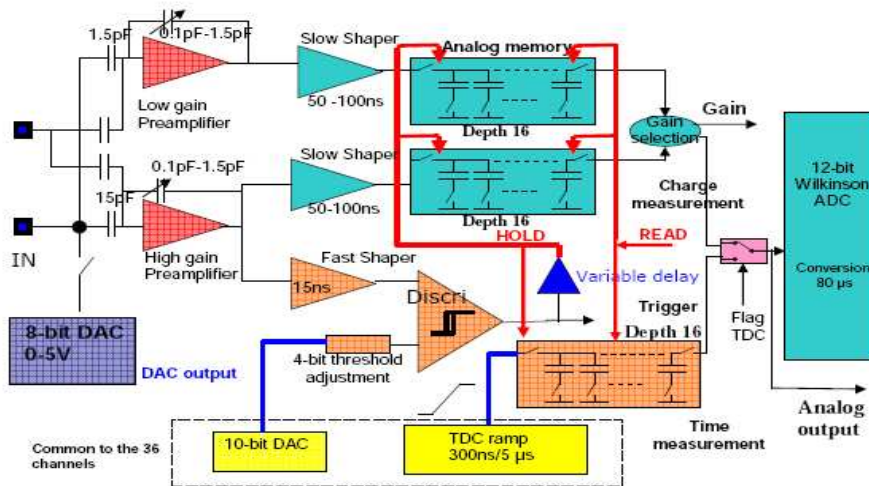 1.5pF
0.1pF-1.5pF
Low gain
Preamplifier
Slow Shaper
50 -100ns
Analog memory
Depth 16
Gain
selection
Gain
0.1pF-1.5pF
15pF
IN
High gain
Preamplifier
Slow Shaper
50-100ns
Depth 16
HOLD
READ
Charge
measurement
12-bit
Wilkinson
ADC
Conversion
80 µs
Fast Shaper
15ns
Discri
Variable delay
Trigger
Depth 16
Flag
TDC
8-bit DAC
0-5V
DAC output
4-bit threshold
adjustment
Time
measurement
Analog
output
Common to the 36
channels
10-bit DAC
TDC ramp
300ns/5 µs